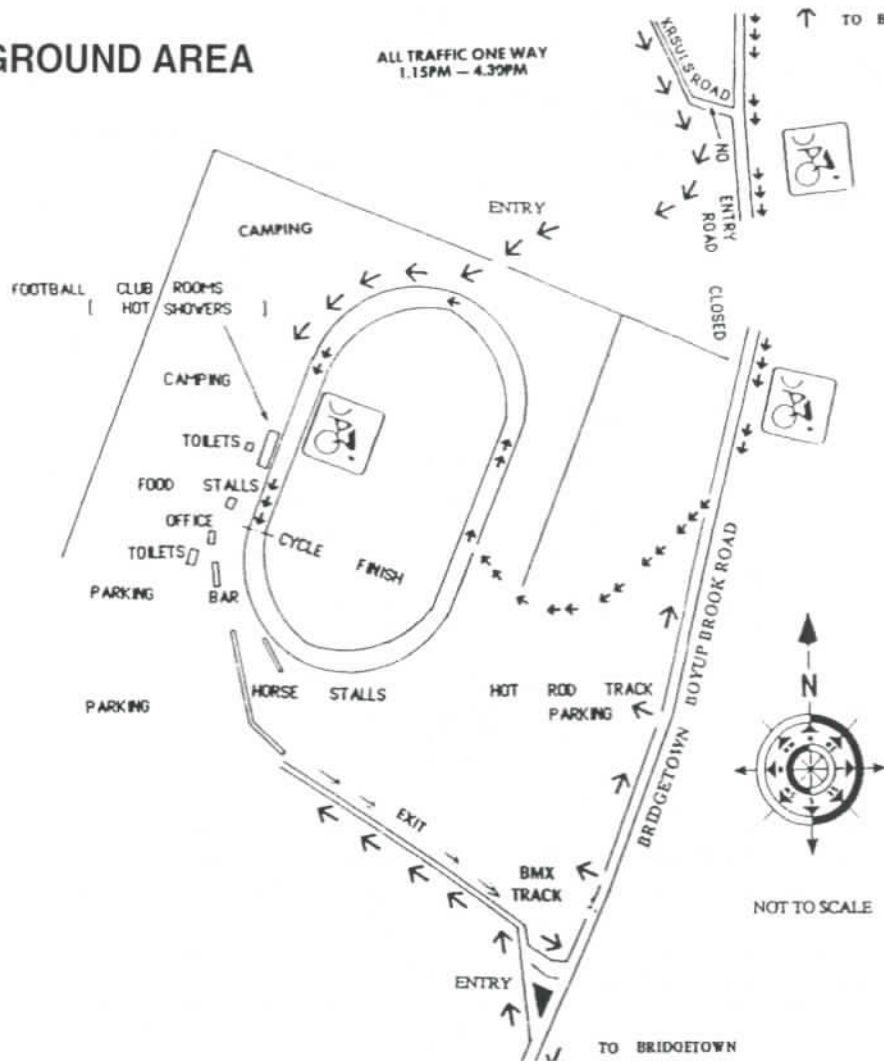 GROUND AREA
ALL TRAFFIC ONE WAY
1.15PM — 4.30PM
TO B
ROAD
NO
ENTRY
ROAD
CLOSED
ENTRY
CAMPING
FOOTBALL CLUB ROOMS
[ HOT SHOWERS ]
CAMPING
TOILETS
FOOD STALLS
OFFICE
TOILETS
CYCLE FINISH
PARKING
BAR
BRIDGETOWN BOYUP BROOK ROAD
HORSE STALLS
HOT ROD TRACK
PARKING
PARKING
N
EXIT
BMX
TRACK
NOT TO SCALE
ENTRY
TO BRIDGETOWN